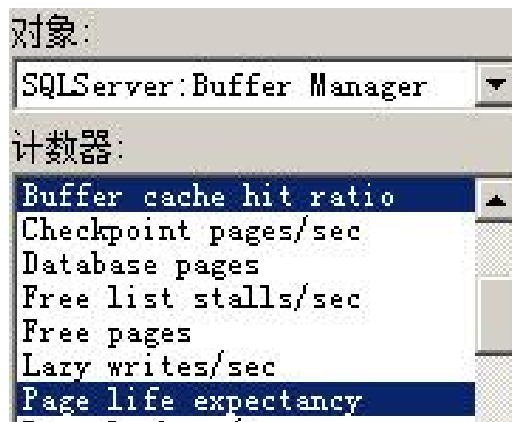 对象:
SQLServer:Buffer Manager
计数器:
Buffer cache hit ratio
Checkpoint pages/sec
Database pages
Free list stalls/sec
Free pages
Lazy writes/sec
Page life expectancy